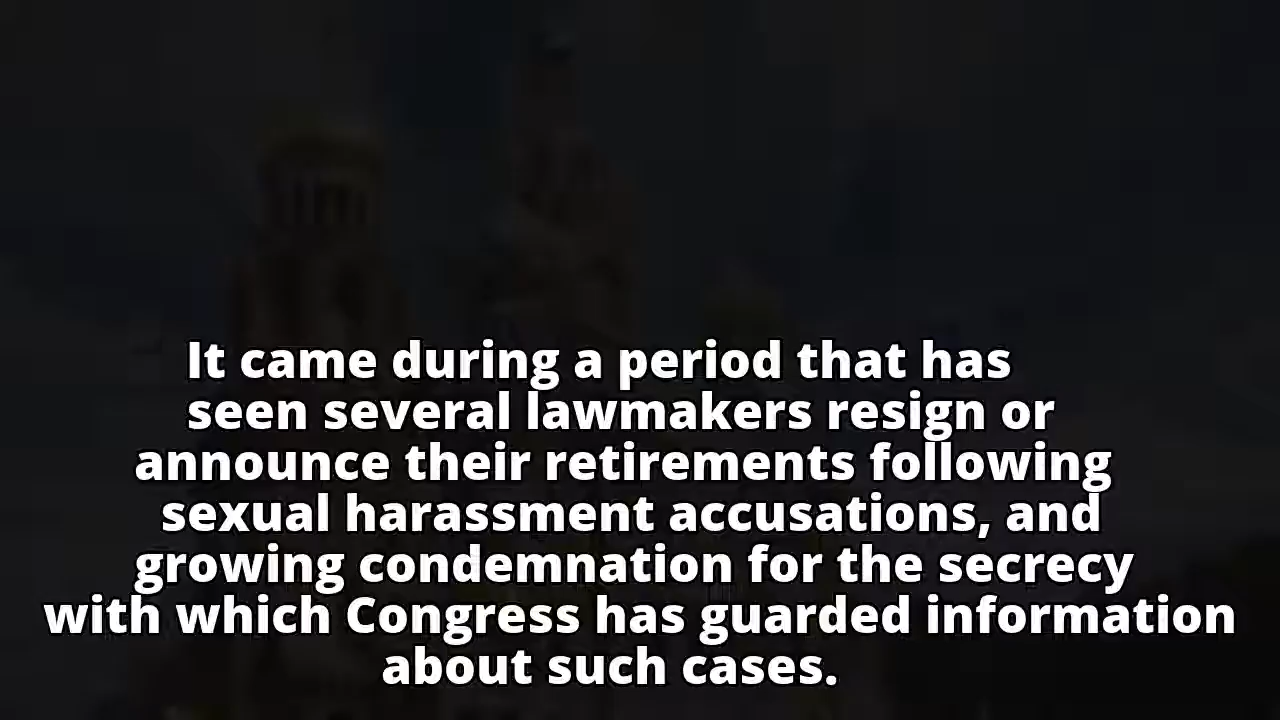 It came during a period that has
seen several lawmakers resign or
announce their retirements following
sexual harassment accusations, and
growing condemnation for the secrecy
with which Congress has guarded information
about such cases.